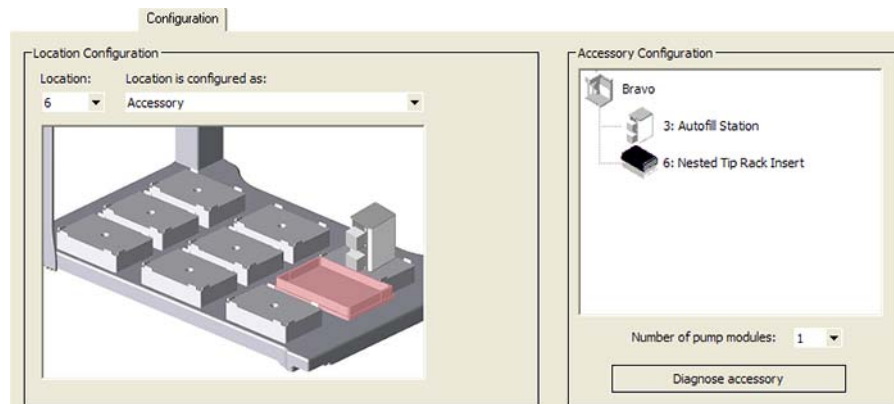 Configuration
Location Configuration
Location: Location is configured as:
6 Accessory
Accessory Configuration
Bravo
3: Autofill Station
6: Nested Tip Rack Insert
Number of pump modules: 1
Diagnose accessory